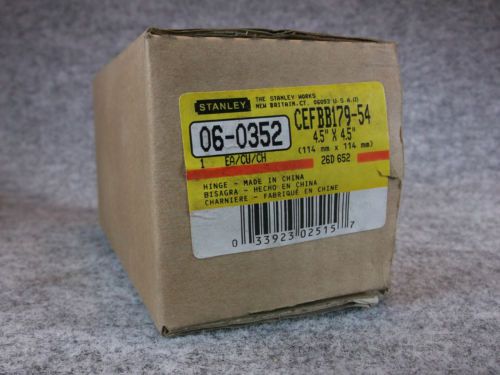 STANLEY
THE STANLEY WORKS
NEW BRITAIN, CT. 06053 U.S.A.(Z)
06-0352
CEFBB179-54
4.5" X 4.5"
(114 mm x 114 mm)
1 EA/CU/CH
26D 652
HINGE - MADE IN CHINA
BISAGRA - HECHO EN CHINA
CHARNIÈRE - FABRIQUÉ EN CHINE
0 33923 02515 7